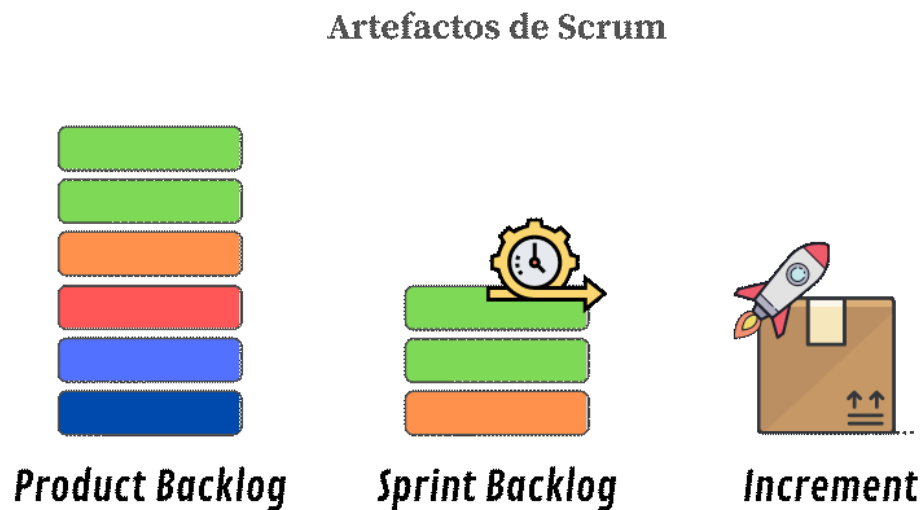 Artefactos de Scrum
Product Backlog
Sprint Backlog
Increment